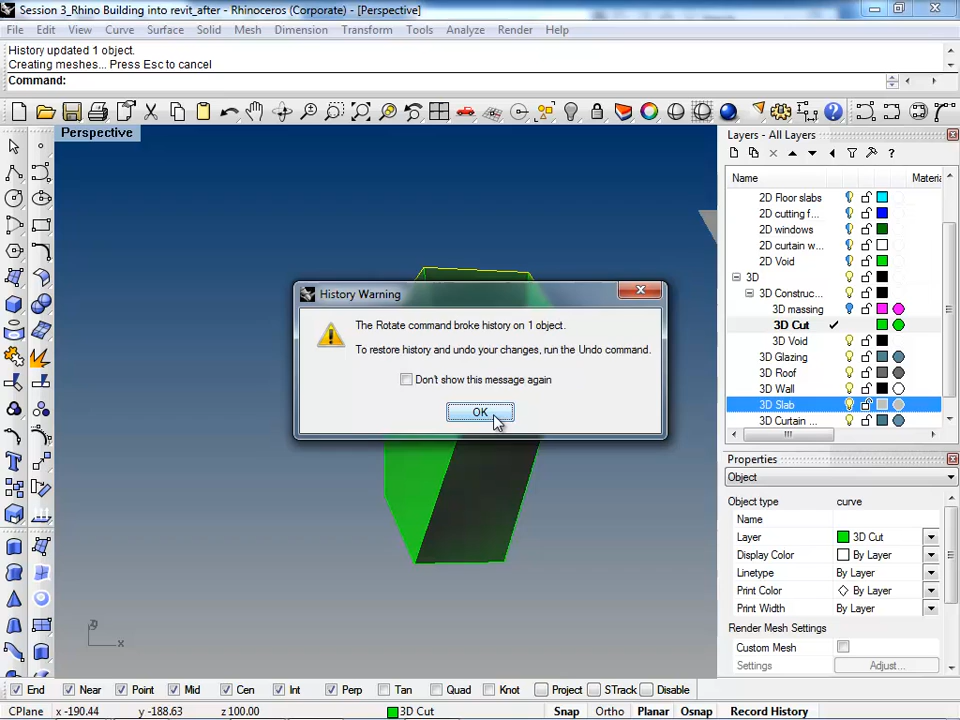 Session 3_Rhino Building into revit_after - Rhinoceros (Corporate) - [Perspective]
File Edit View Curve Surface Solid Mesh Dimension Transform Tools Analyze Render Help
History updated 1 object.
Creating meshes... Press Esc to cancel
Command:
Perspective
Layers - All Layers
Name Materia
2D Floor slabs
2D cutting f...
2D windows
2D curtain w...
2D Void
3D
3D Construc...
3D massing
3D Cut
3D Void
3D Glazing
3D Roof
3D Wall
3D Slab
3D Curtain ...
History Warning
The Rotate command broke history on 1 object.
To restore history and undo your changes, run the Undo command.
Don't show this message again
OK
Properties
Object
Object type curve
Name
Layer 3D Cut
Display Color By Layer
Linetype By Layer
Print Color By Layer
Print Width By Layer
Render Mesh Settings
Custom Mesh
Settings Adjust...
x
End Near Point Mid Cen Int Perp Tan Quad Knot Project STrack Disable
CPlane x -190.44 y -188.63 z 100.00 3D Cut Snap Ortho Planar Osnap Record History